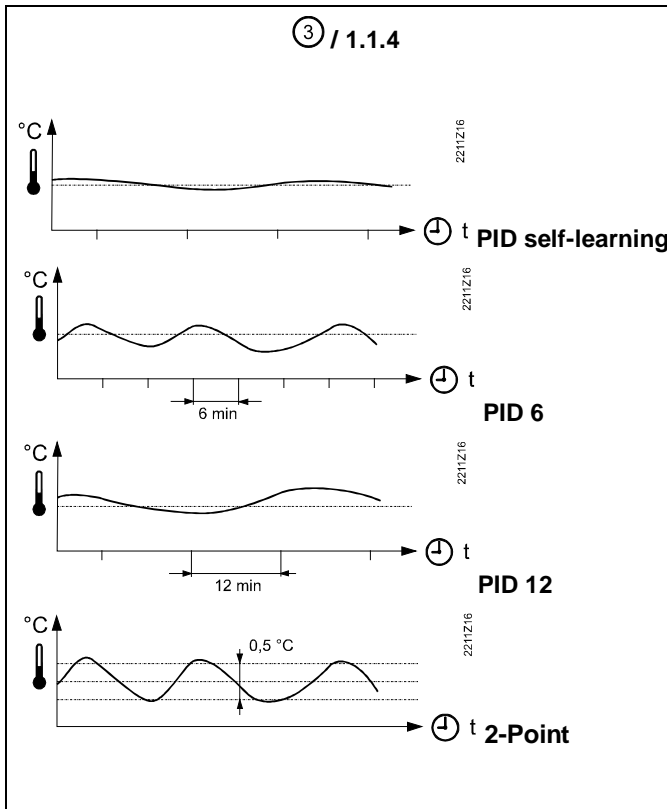 3 / 1.1.4
2211Z16
°C
t PID self-learning
2211Z16
°C
t
6 min
PID 6
2211Z16
°C
t
12 min
PID 12
2211Z16
°C
0,5 °C
t 2-Point